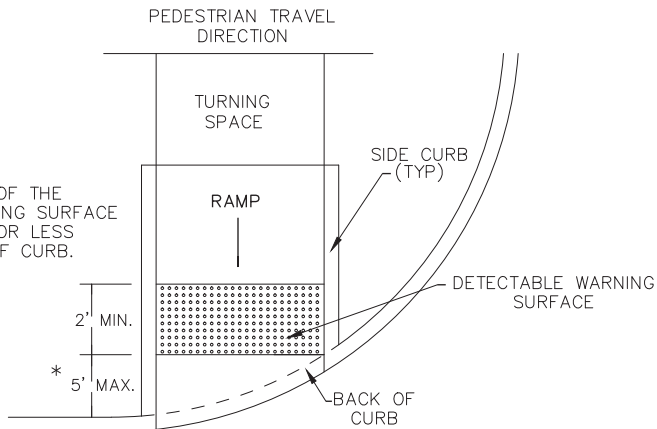 PEDESTRIAN TRAVEL
DIRECTION
TURNING
SPACE
SIDE CURB
(TYP)
OF THE
NG SURFACE
OR LESS
F CURB.
RAMP
DETECTABLE WARNING
SURFACE
2' MIN.
* 5' MAX.
BACK OF
CURB